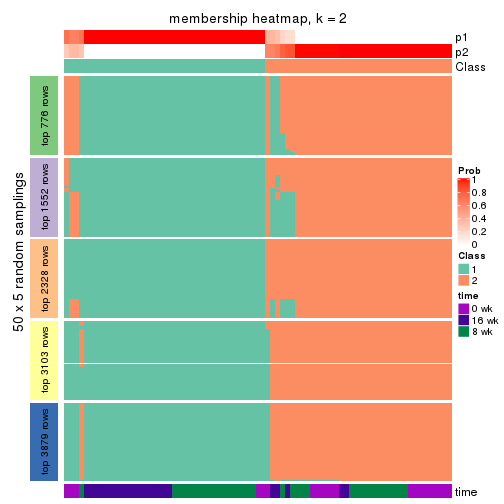 membership heatmap, k = 2
p1
p2
Class
50 x 5 random samplings
top 776 rows
top 1552 rows
top 2328 rows
top 3103 rows
top 3879 rows
time
Prob
1
0.8
0.6
0.4
0.2
0
Class
1
2
time
0 wk
16 wk
8 wk